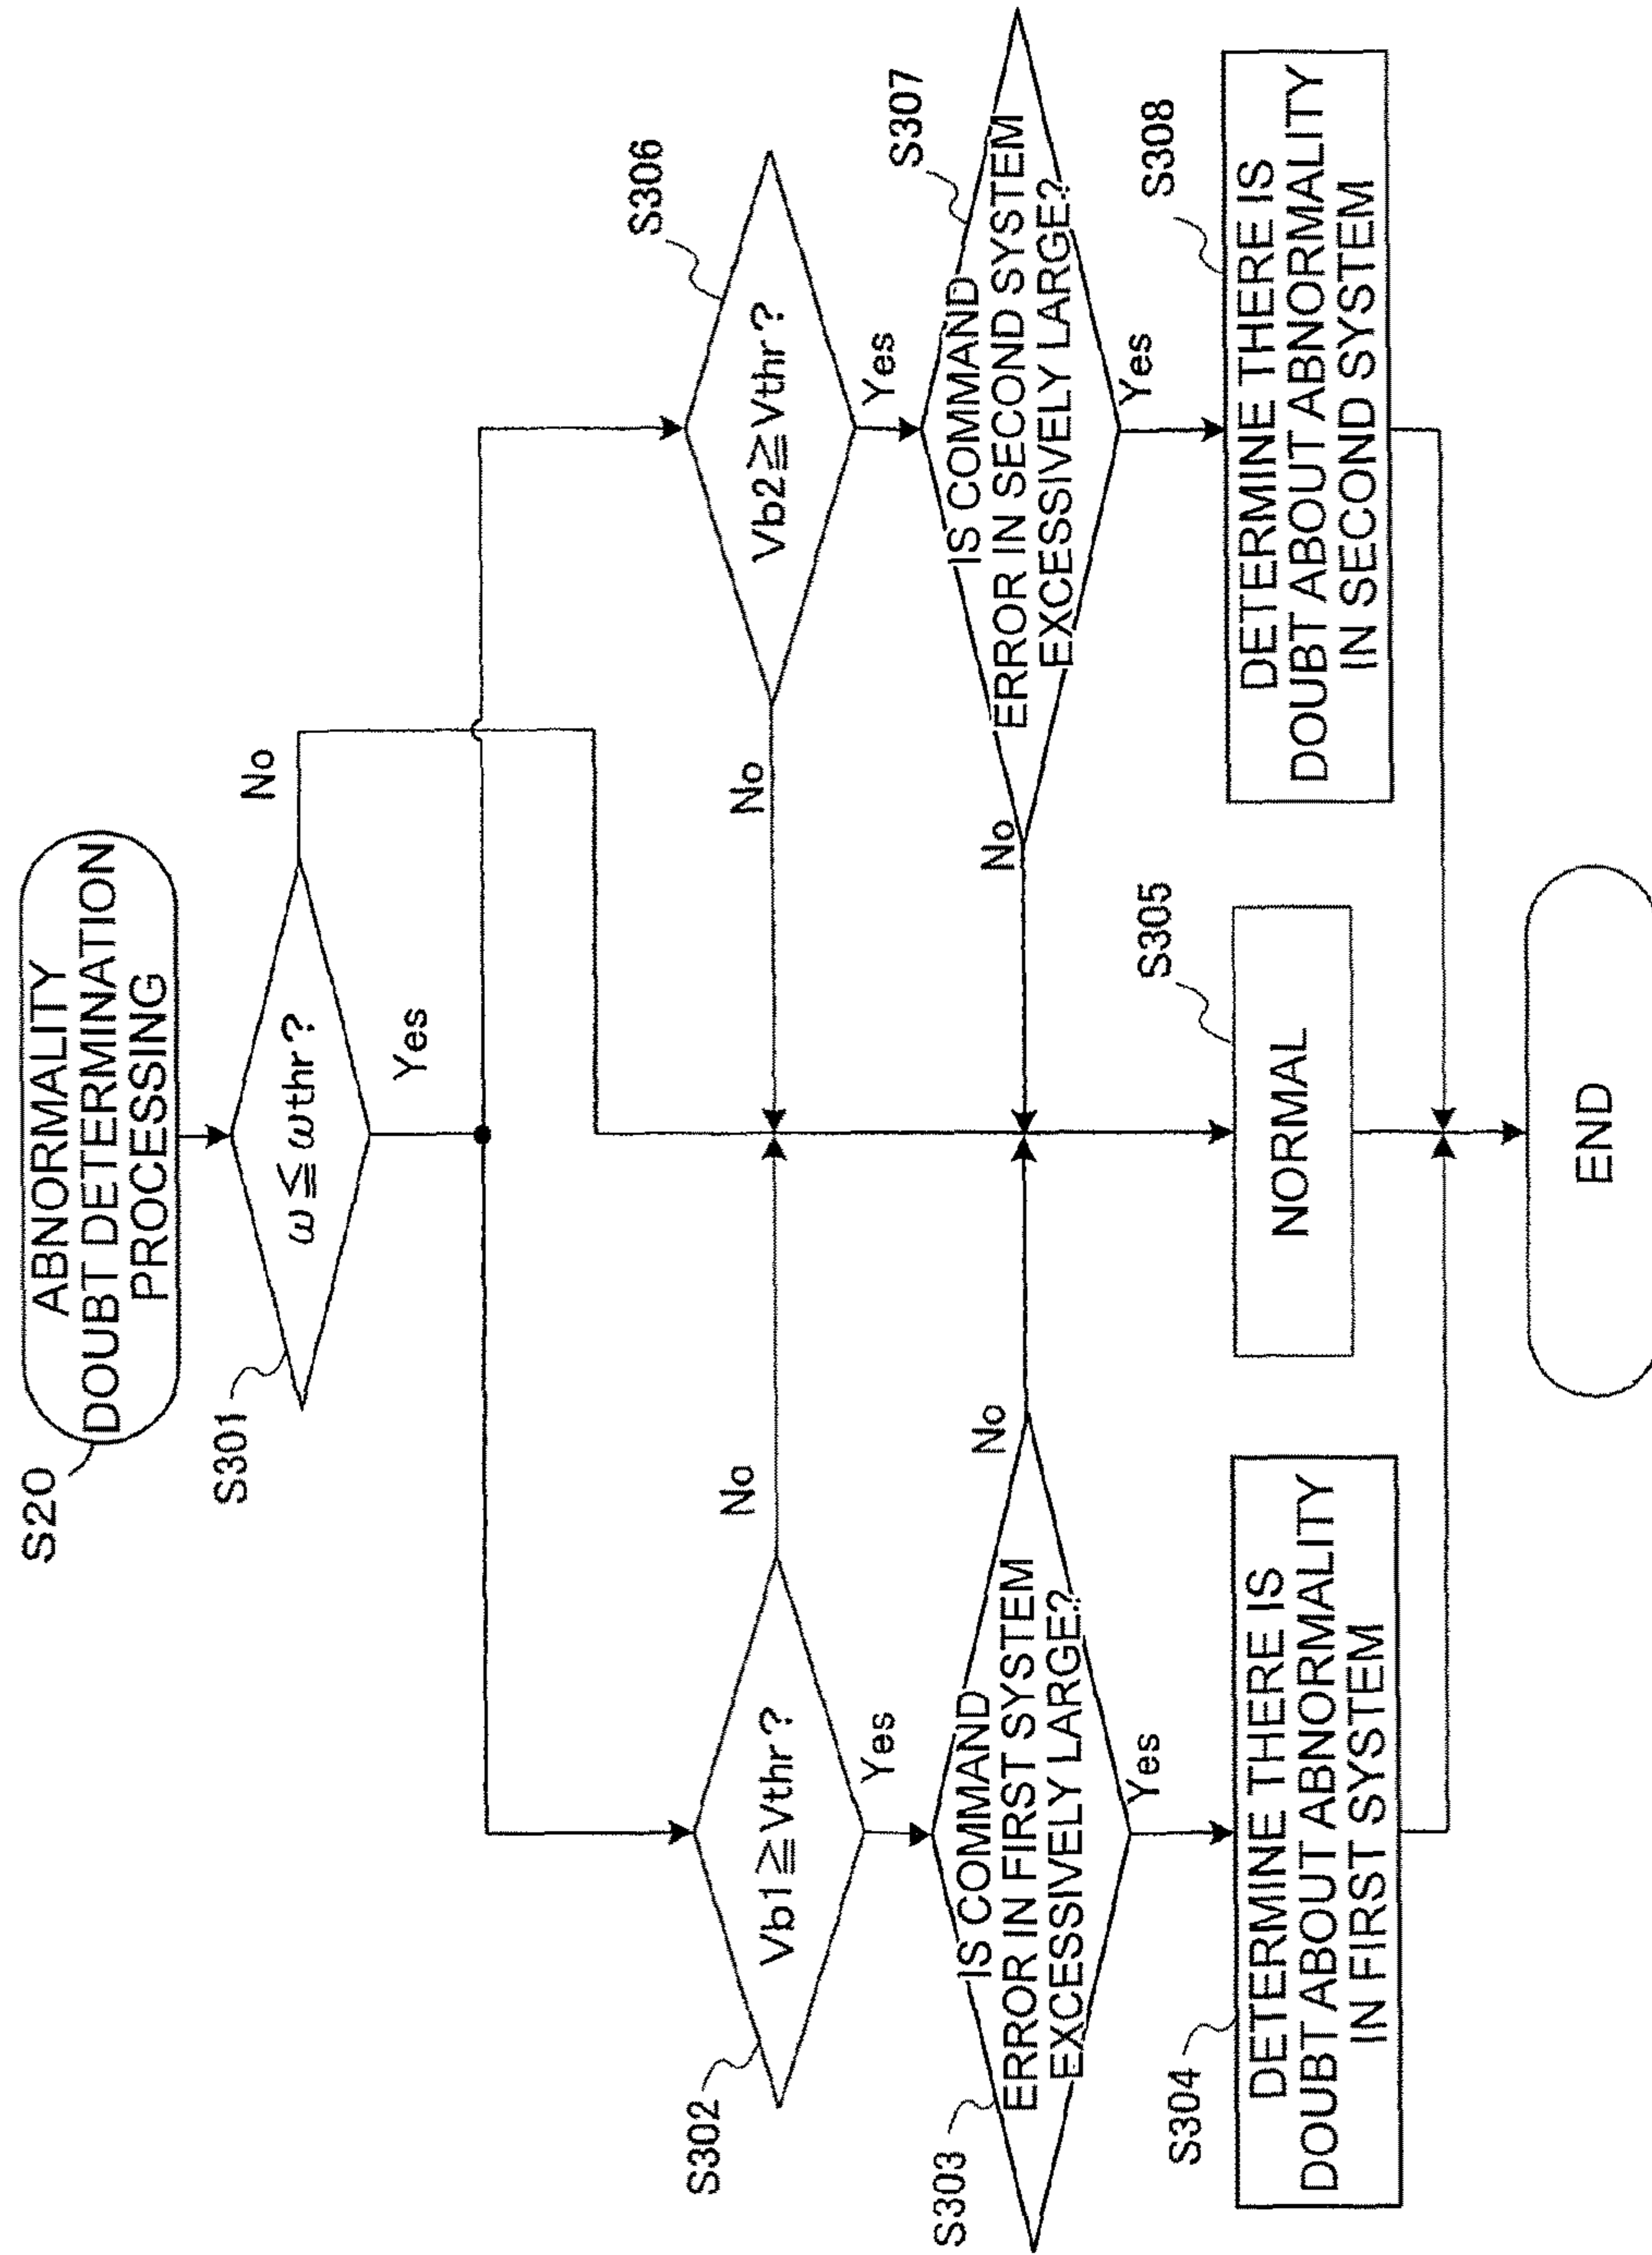 S20
ABNORMALITY
DOUBT DETERMINATION
PROCESSING
S301
ω≦ωthr?
No
Yes
S302
Vb1≧Vthr?
No
Yes
S306
Vb2≧Vthr?
No
Yes
S303
IS COMMAND
ERROR IN FIRST SYSTEM
EXCESSIVELY LARGE?
No
Yes
S307
IS COMMAND
ERROR IN SECOND SYSTEM
EXCESSIVELY LARGE?
No
Yes
S304
DETERMINE THERE IS
DOUBT ABOUT ABNORMALITY
IN FIRST SYSTEM
S305
NORMAL
S308
DETERMINE THERE IS
DOUBT ABOUT ABNORMALITY
IN SECOND SYSTEM
END